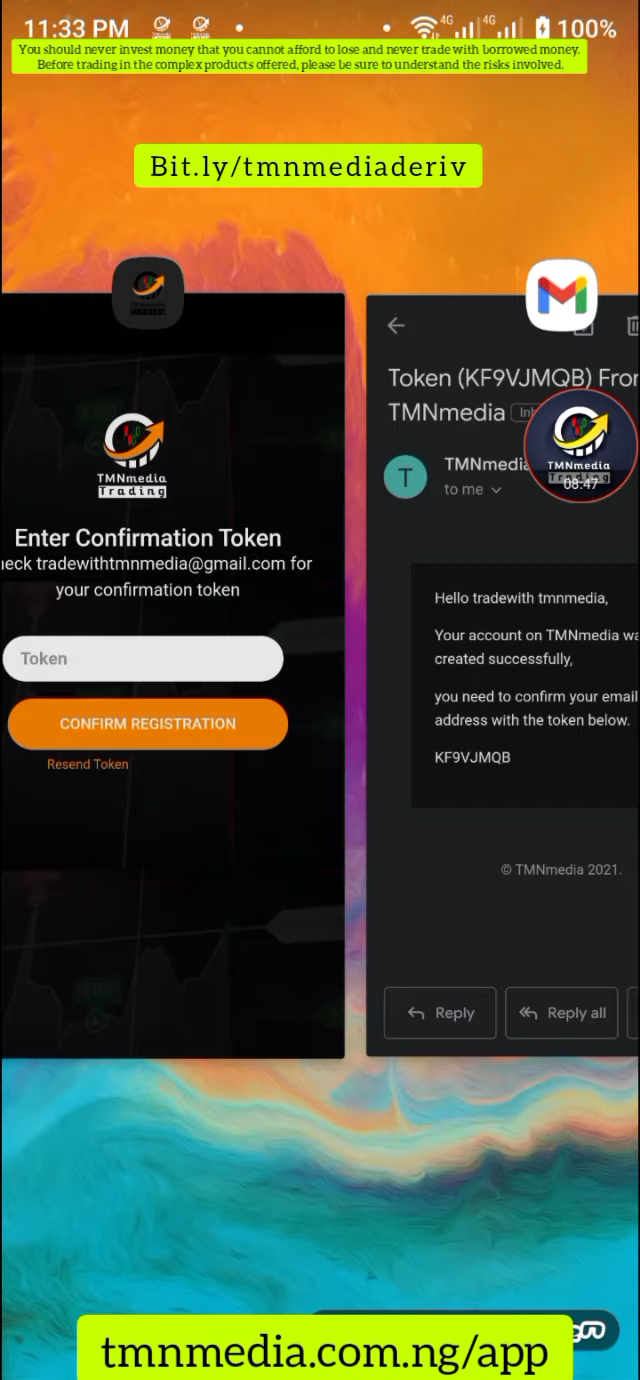 11:33 PM
4G
4G
100%
You should never invest money that you cannot afford to lose and never trade with borrowed money.
Before trading in the complex products offered, please be sure to understand the risks involved.
Bit.ly/tmnmediaderiv
TMNmedia
Trading
Enter Confirmation Token
eck tradewithtmnmedia@gmail.com for
your confirmation token
Token
CONFIRM REGISTRATION
Resend Token
Token (KF9VJMQB) Fro
TMNmedia
T
TMNmedia
to me
TMNmedia
Trading
08:47
Hello tradewith tmnmedia,
Your account on TMNmedia wa
created successfully,
you need to confirm your email
address with the token below.
KF9VJMQB
© TMNmedia 2021.
Reply
Reply all
tmnmedia.com.ng/app